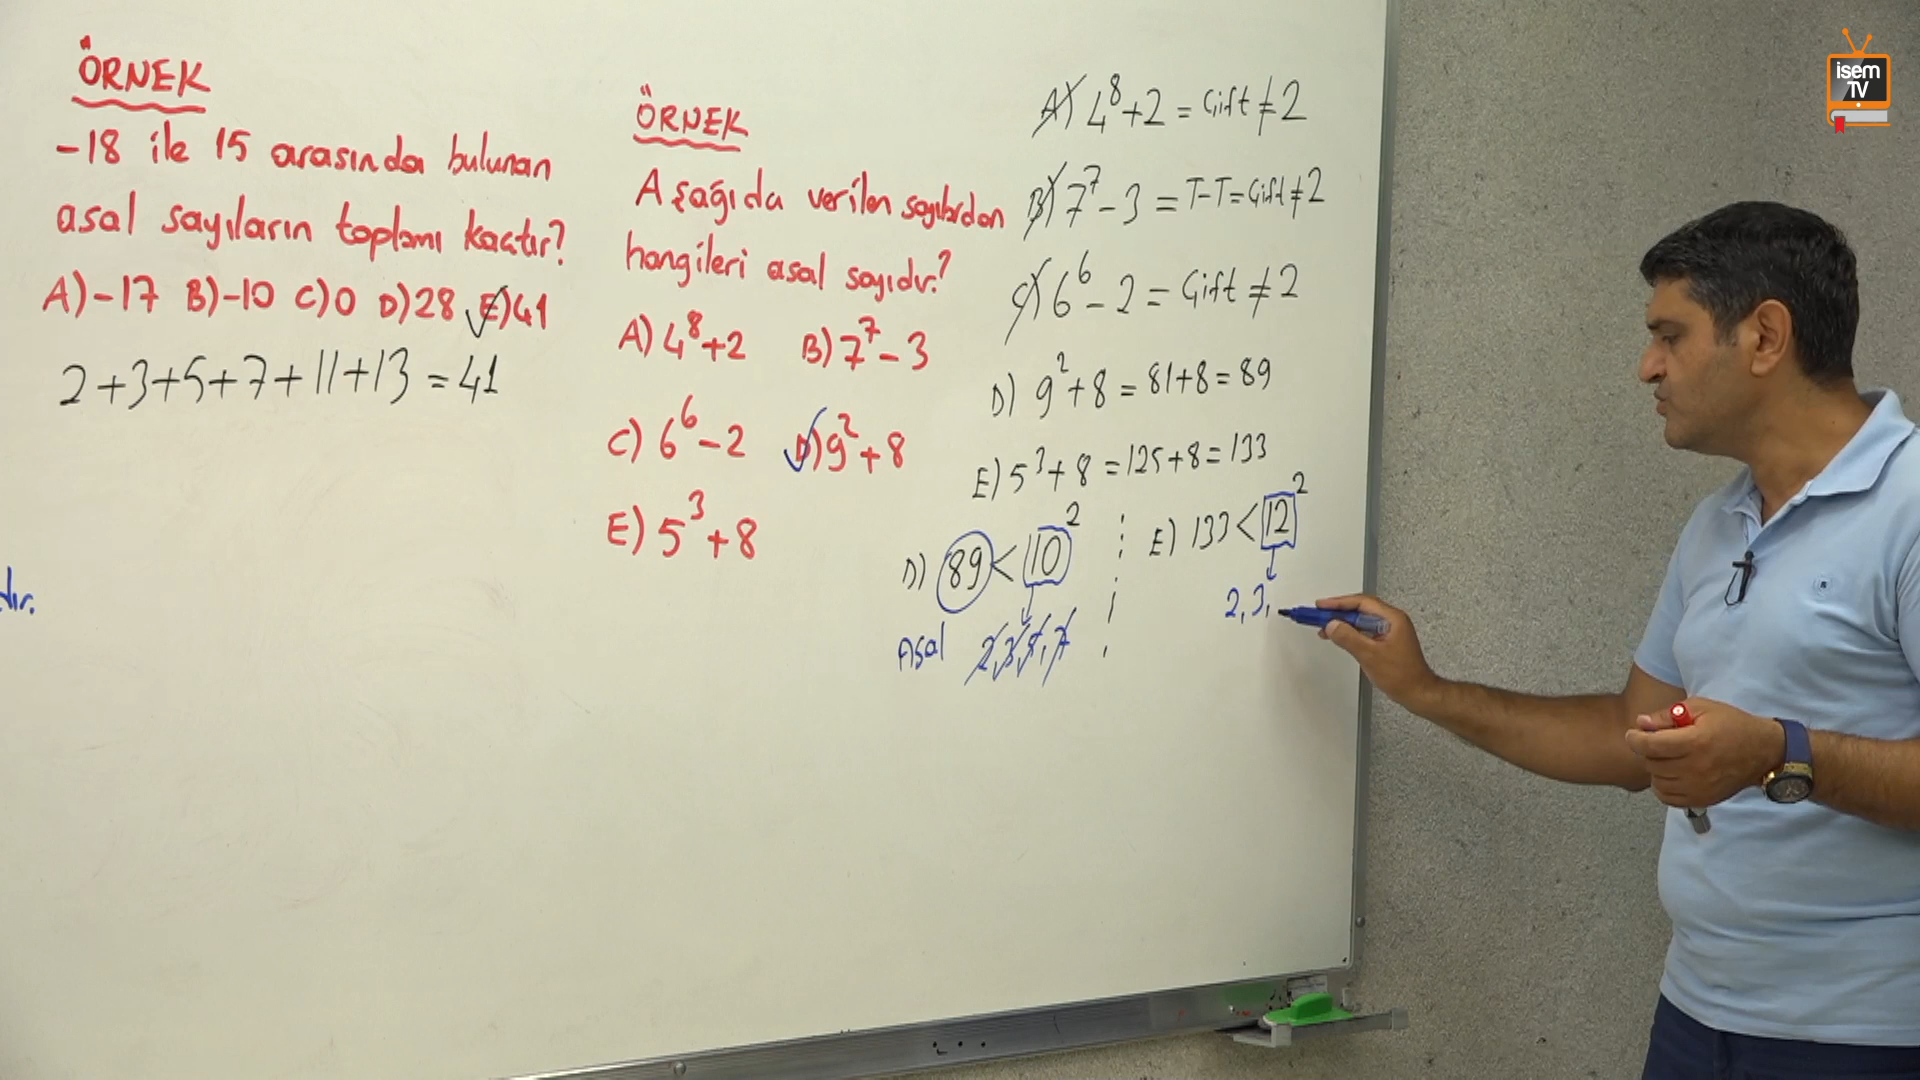 ÖRNEK
-18 ile 15 arasında bulunan
asal sayıların toplamı kaçtır?
A)-17 B)-10 C)0 D)28 E)41
2+3+5+7+11+13=41
dır.
ÖRNEK
Aşağıda verilen sayılardan
hangileri asal sayıdır?
A) 4⁸+2 B) 7⁷-3
C) 6⁶-2 D) 9²+8
E) 5³+8
A) 4⁸+2 = Çift ≠ 2
B) 7⁷-3 = T-T = Çift ≠ 2
C) 6⁶-2 = Çift ≠ 2
D) 9²+8 = 81+8 = 89
E) 5³+8 = 125+8 = 133
D) 89 < 10²
Asal 2,3,5,7
E) 133 < 12²
2,3,
isem
TV